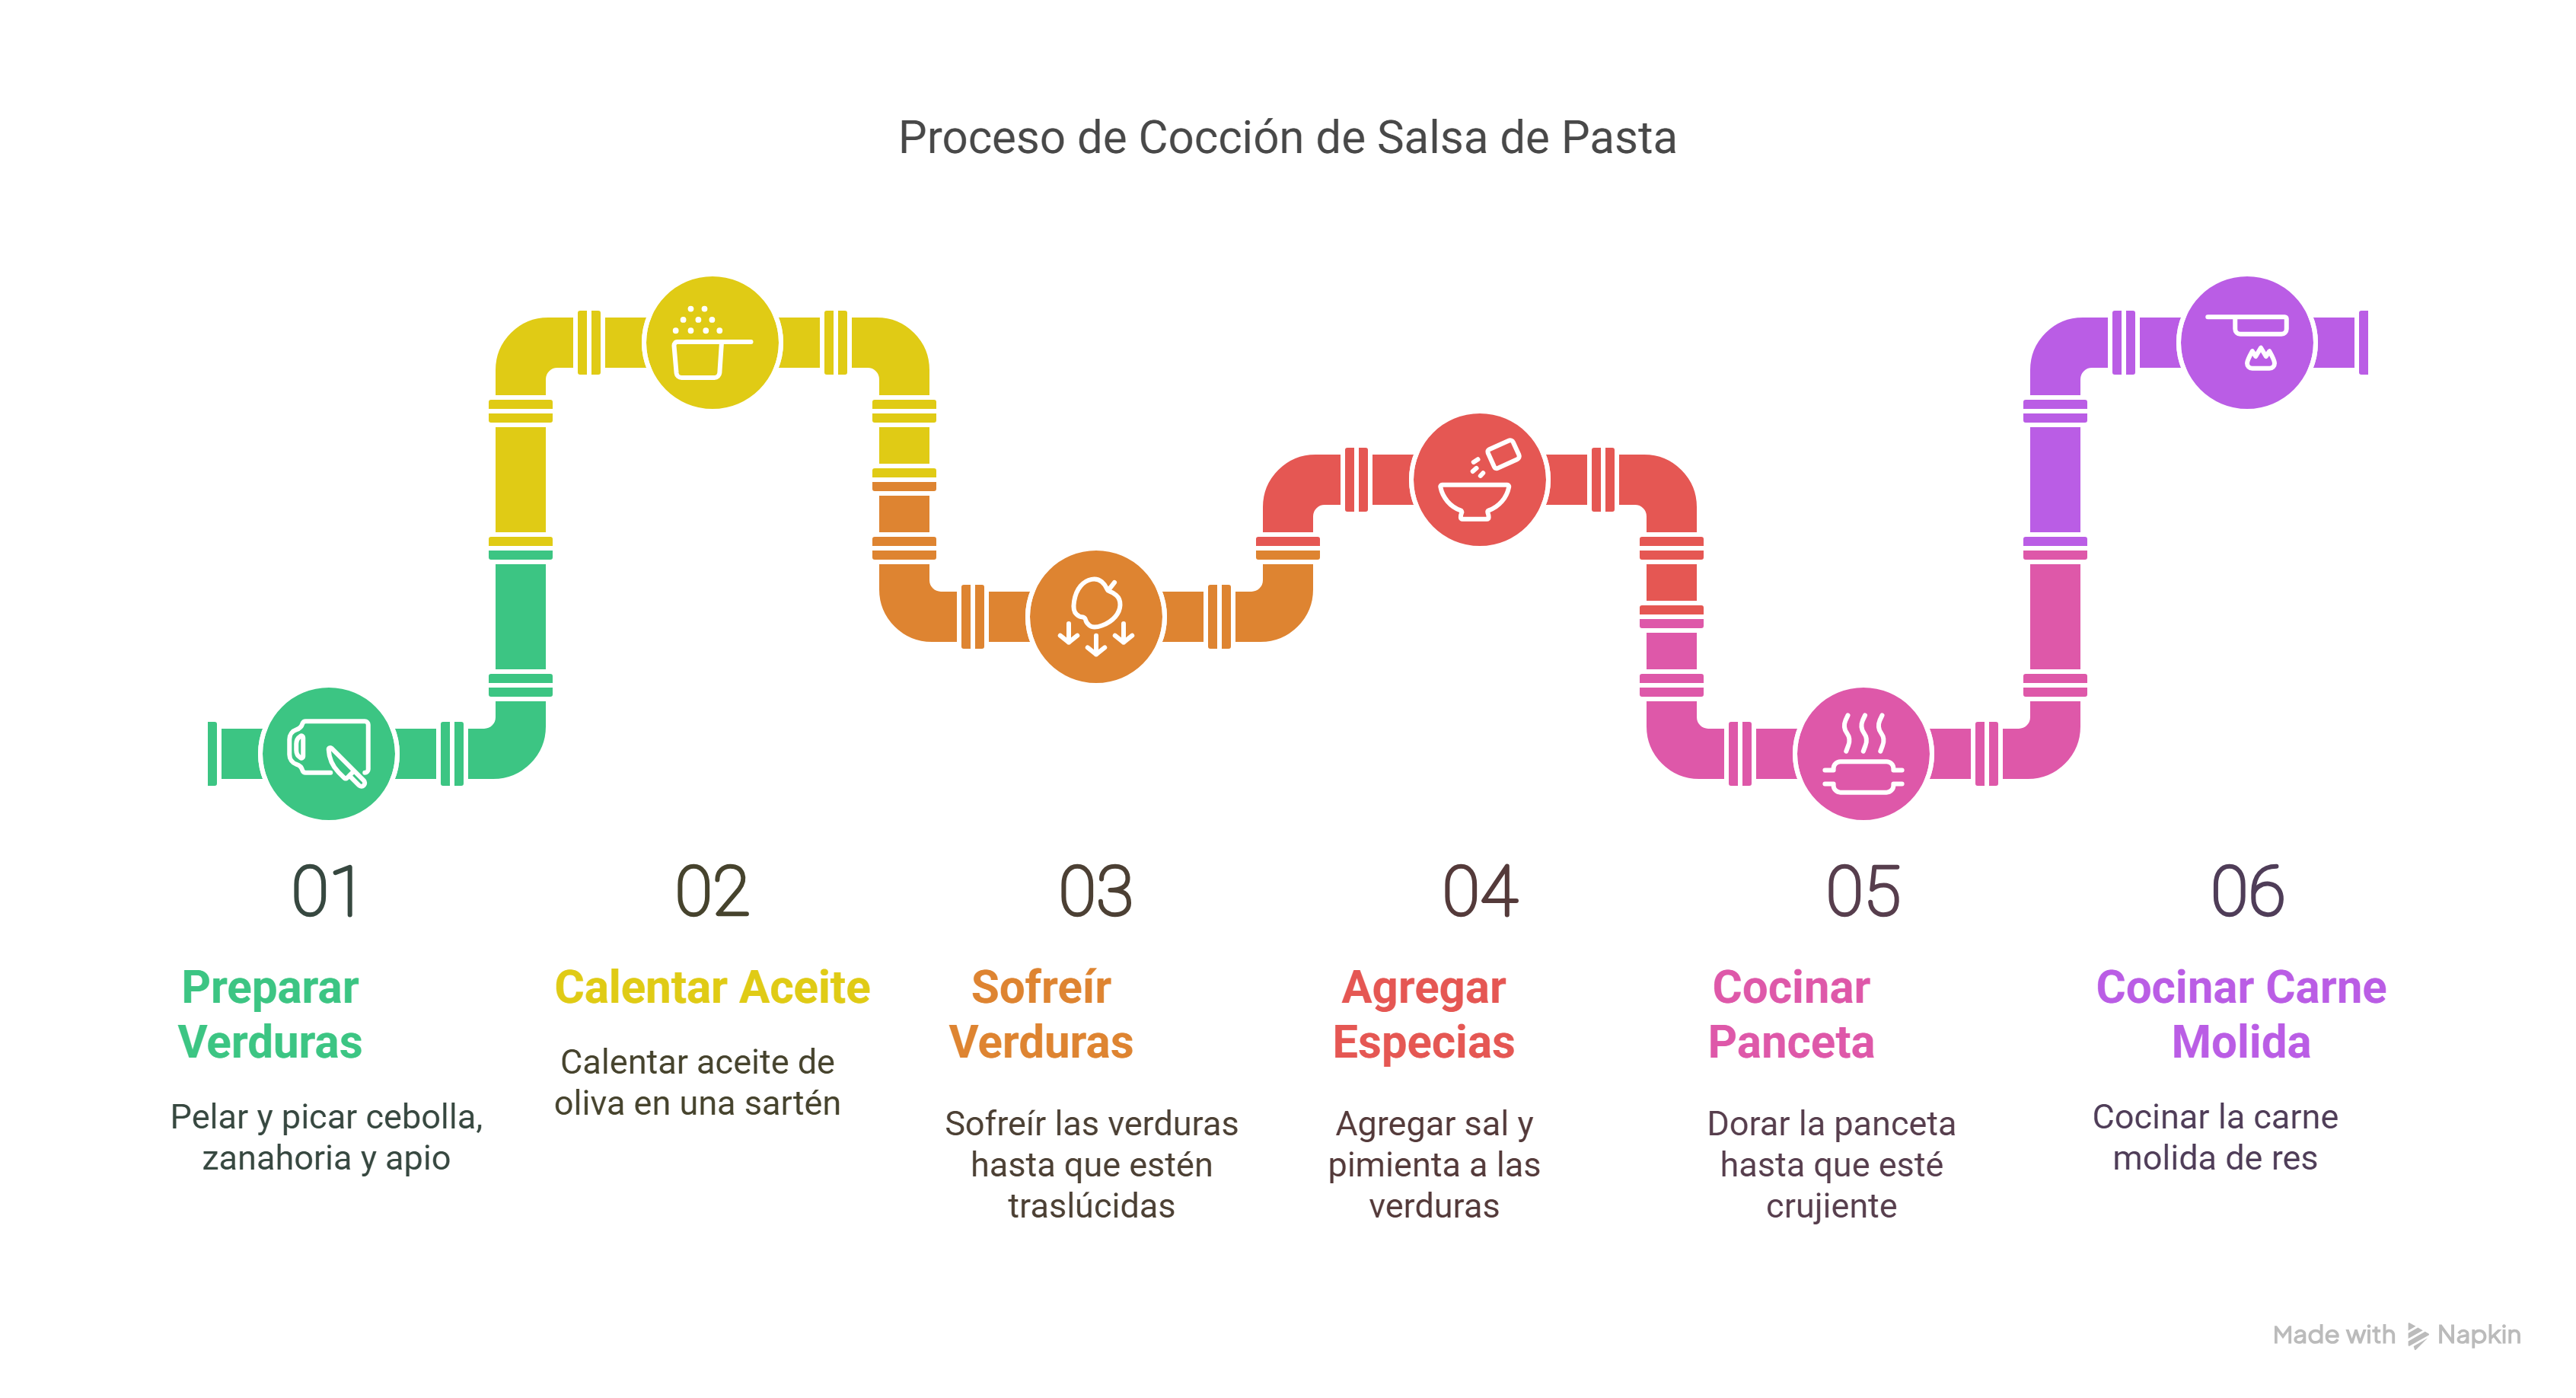 Proceso de Cocción de Salsa de Pasta
01
Preparar
Verduras
Pelar y picar cebolla,
zanahoria y apio
02
Calentar Aceite
Calentar aceite de
oliva en una sartén
03
Sofreír
Verduras
Sofreír las verduras
hasta que estén
traslúcidas
04
Agregar
Especias
Agregar sal y
pimienta a las
verduras
05
Cocinar
Panceta
Dorar la panceta
hasta que esté
crujiente
06
Cocinar Carne
Molida
Cocinar la carne
molida de res
Made with Napkin